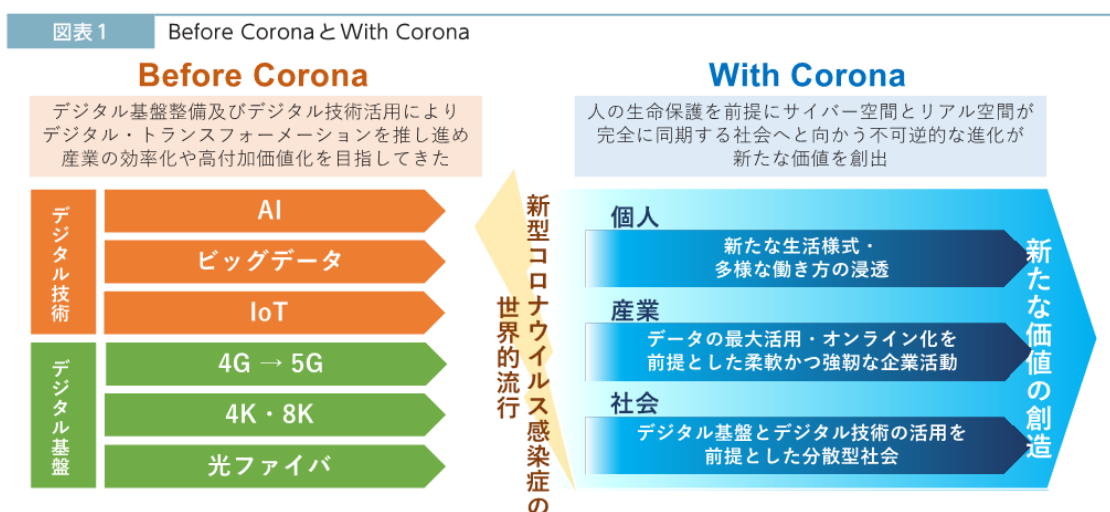 図表1
Before CoronaとWith Corona
Before Corona
デジタル基盤整備及びデジタル技術活用により
デジタル・トランスフォーメーションを推し進め
産業の効率化や高付加価値化を目指してきた
デジタル技術
AI
ビッグデータ
IoT
デジタル基盤
4G → 5G
4K・8K
光ファイバ
新型コロナウイルス感染症の
世界的流行
With Corona
人の生命保護を前提にサイバー空間とリアル空間が
完全に同期する社会へと向かう不可逆的な進化が
新たな価値を創出
個人
新たな生活様式・
多様な働き方の浸透
産業
データの最大活用・オンライン化を
前提とした柔軟かつ強靭な企業活動
社会
デジタル基盤とデジタル技術の活用を
前提とした分散型社会
新たな価値の創造